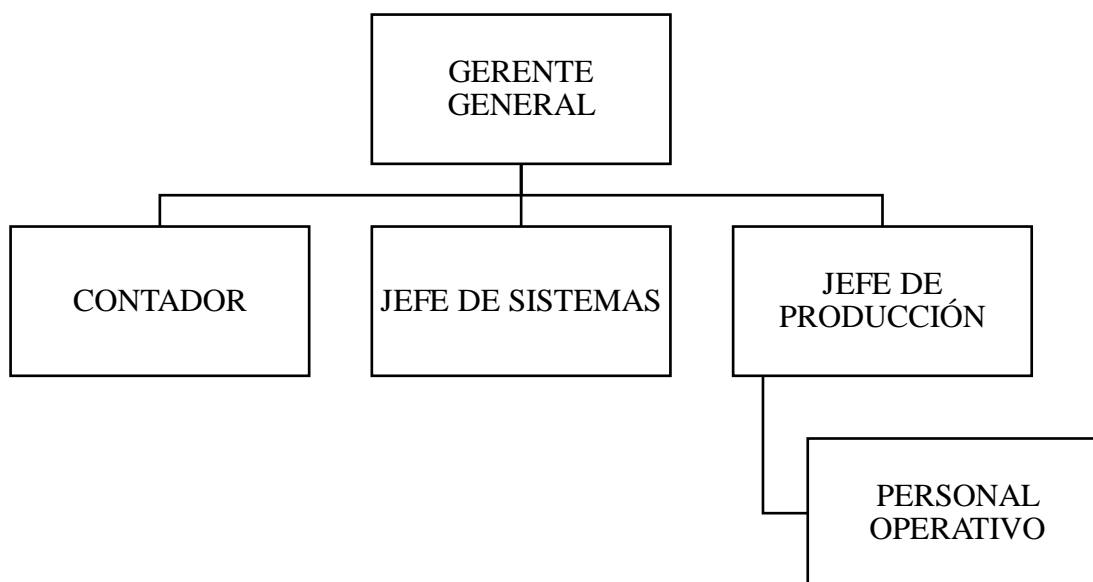 GERENTE
GENERAL
CONTADOR
JEFE DE SISTEMAS
JEFE DE
PRODUCCIÓN
PERSONAL
OPERATIVO